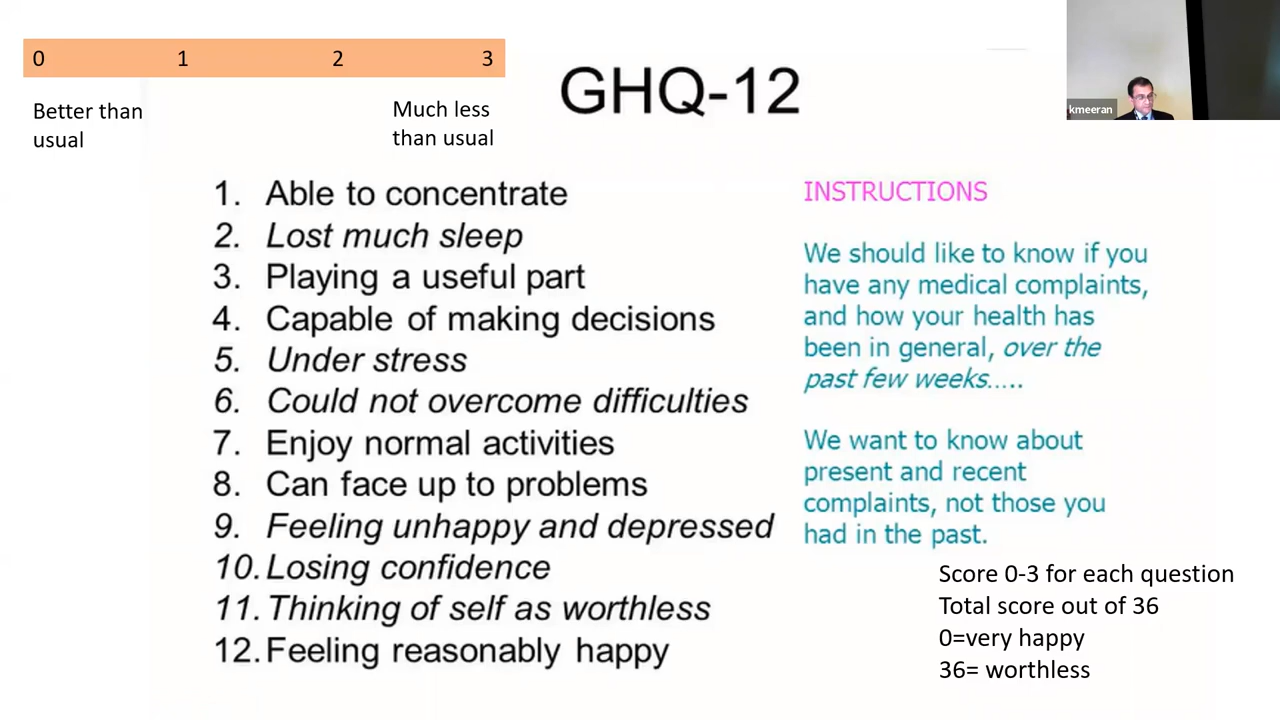 0 1 2 3
Better than
usual
Much less
than usual
GHQ-12
kmeeran
1. Able to concentrate
2. Lost much sleep
3. Playing a useful part
4. Capable of making decisions
5. Under stress
6. Could not overcome difficulties
7. Enjoy normal activities
8. Can face up to problems
9. Feeling unhappy and depressed
10. Losing confidence
11. Thinking of self as worthless
12. Feeling reasonably happy
INSTRUCTIONS
We should like to know if you
have any medical complaints,
and how your health has
been in general, over the
past few weeks.....
We want to know about
present and recent
complaints, not those you
had in the past.
Score 0-3 for each question
Total score out of 36
0=very happy
36= worthless